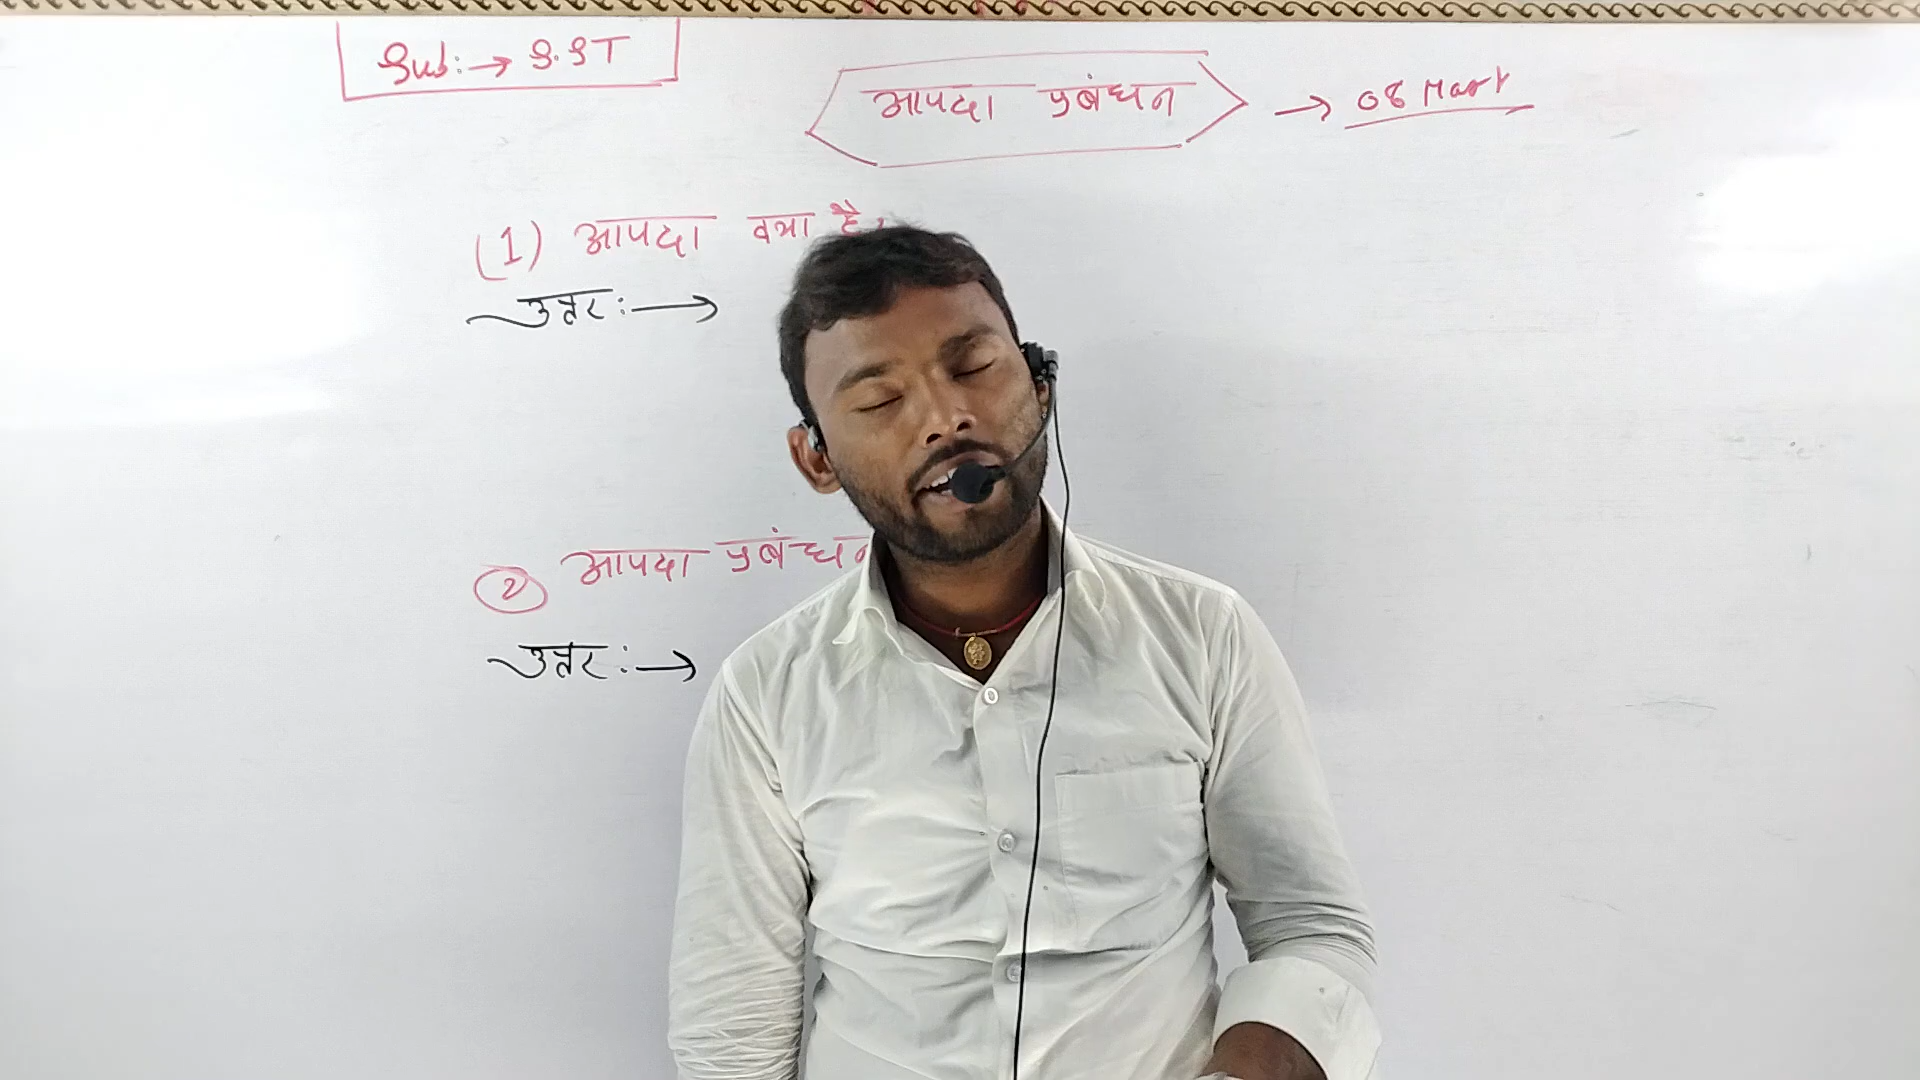 Sub:→ S.ST
आपदा प्रबंधन → 08 Mark
(1) आपदा क्या है
उत्तर:→
② आपदा प्रबंधन
उत्तर:→